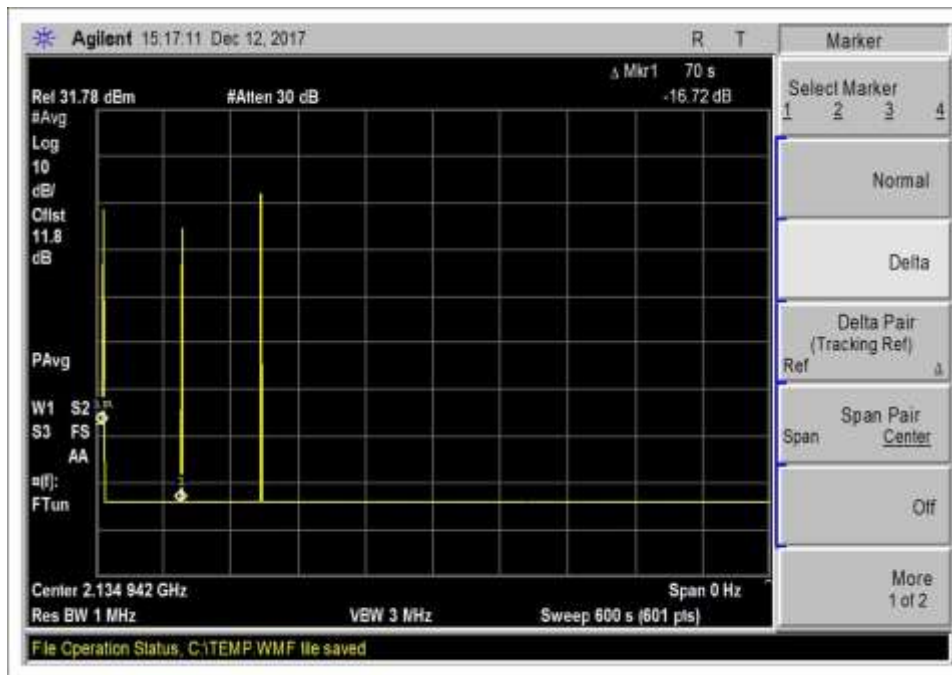 Agilent 15:17:11 Dec 12, 2017 R T
Δ Mkr1 70 s
Ref 31.78 dBm #Atten 30 dB -16.72 dB
#Avg
Log
10
dB/
Offst
11.8
dB
PAvg
W1 S2
S3 FS
AA
¤(f):
FTun
Center 2.134 942 GHz Span 0 Hz
Res BW 1 MHz VBW 3 MHz Sweep 600 s (601 pts)
File Operation Status, C:\TEMP.WMF file saved
Marker
Select Marker
1 2 3 4
Normal
Delta
Delta Pair
(Tracking Ref)
Ref Δ
Span Pair
Span Center
Off
More
1 of 2